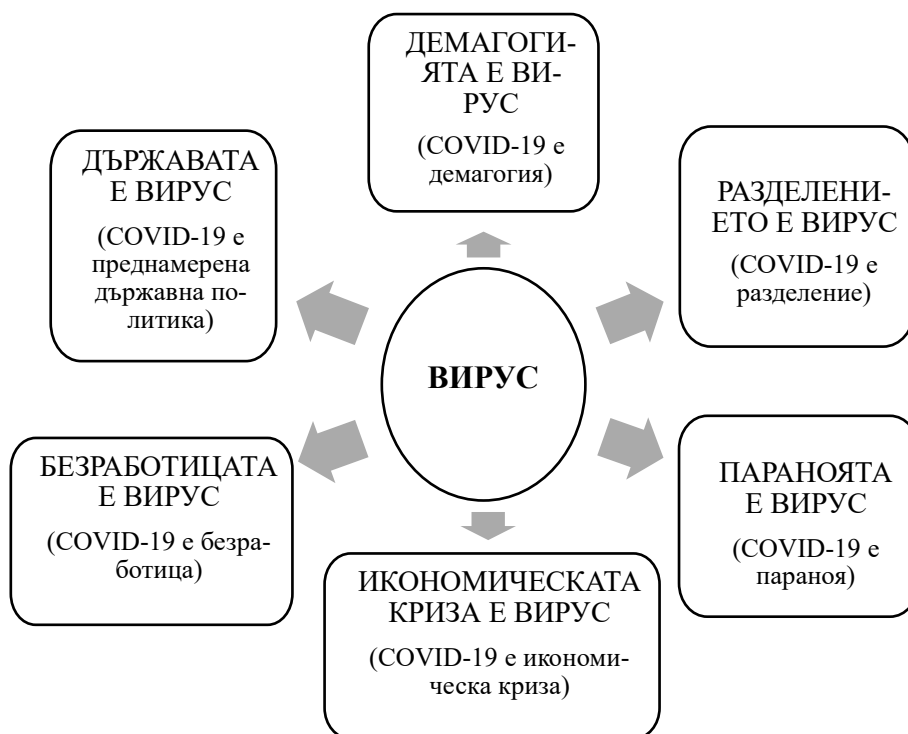 ДЕМАГОГИ-
ЯТА Е ВИ-
РУС
(COVID-19 е
демагогия)
ДЪРЖАВАТА
Е ВИРУС
(COVID-19 е
преднамерена
държавна по-
литика)
РАЗДЕЛЕНИ-
ЕТО Е ВИРУС
(COVID-19 е
разделение)
ВИРУС
БЕЗРАБОТИЦАТА
Е ВИРУС
(COVID-19 е безра-
ботица)
ПАРАНОЯТА
Е ВИРУС
(COVID-19 е
параноя)
ИКОНОМИЧЕСКАТА
КРИЗА Е ВИРУС
(COVID-19 е икономи-
ческа криза)